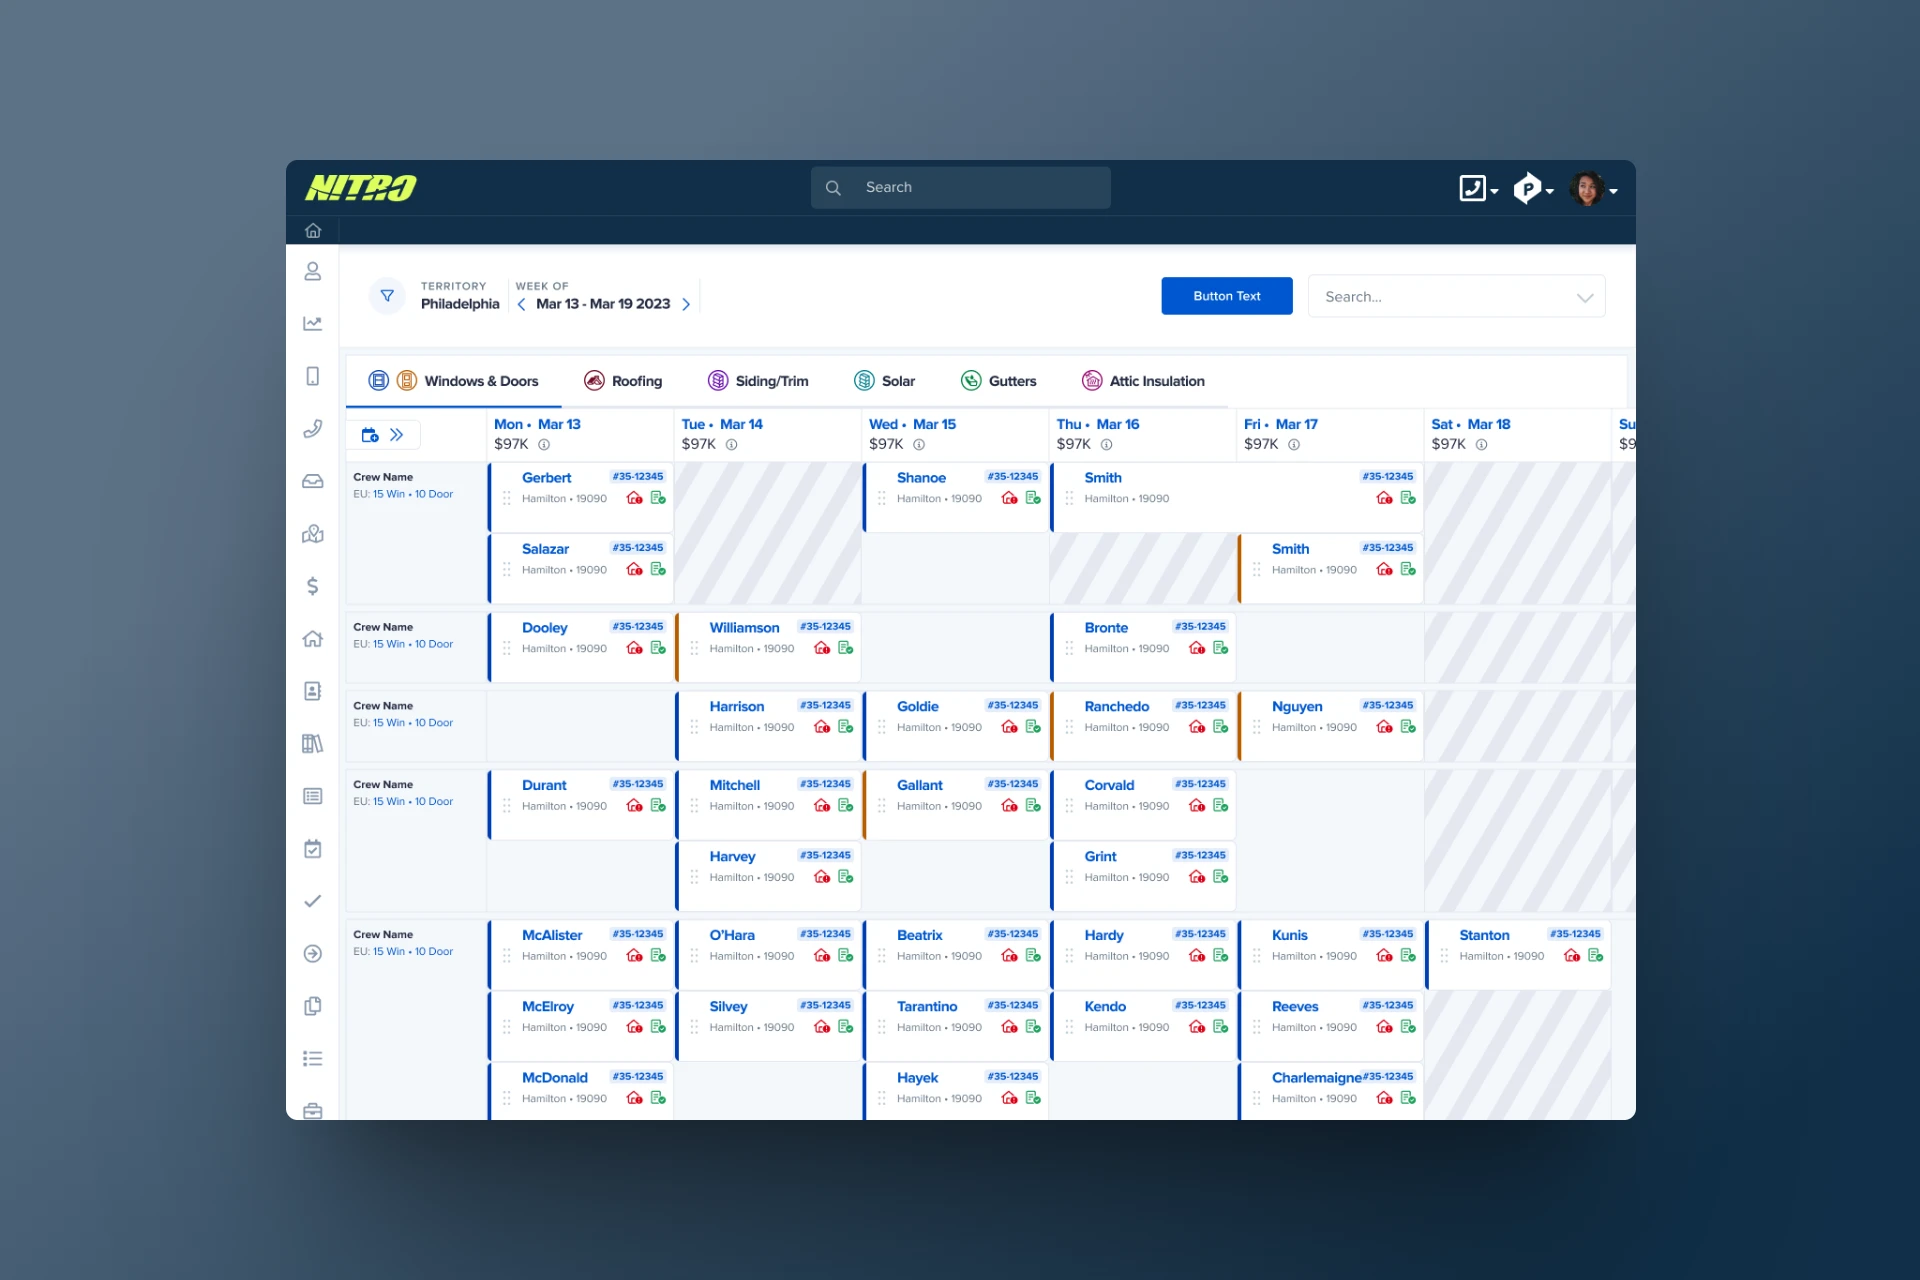 NITRO
Search
TERRITORY
Philadelphia
WEEK OF
Mar 13 - Mar 19 2023
Button Text
Search...
Windows & Doors
Roofing
Siding/Trim
Solar
Gutters
Attic Insulation
Mon • Mar 13
$97K
Tue • Mar 14
$97K
Wed • Mar 15
$97K
Thu • Mar 16
$97K
Fri • Mar 17
$97K
Sat • Mar 18
$97K
Su
$9
Crew Name
EU: 15 Win • 10 Door
Gerbert #35-12345
Hamilton • 19090
Shanoe #35-12345
Hamilton • 19090
Smith #35-12345
Hamilton • 19090
Salazar #35-12345
Hamilton • 19090
Smith #35-12345
Hamilton • 19090
Crew Name
EU: 15 Win • 10 Door
Dooley #35-12345
Hamilton • 19090
Williamson #35-12345
Hamilton • 19090
Bronte #35-12345
Hamilton • 19090
Crew Name
EU: 15 Win • 10 Door
Harrison #35-12345
Hamilton • 19090
Goldie #35-12345
Hamilton • 19090
Ranchedo #35-12345
Hamilton • 19090
Nguyen #35-12345
Hamilton • 19090
Crew Name
EU: 15 Win • 10 Door
Durant #35-12345
Hamilton • 19090
Mitchell #35-12345
Hamilton • 19090
Gallant #35-12345
Hamilton • 19090
Corvald #35-12345
Hamilton • 19090
Harvey #35-12345
Hamilton • 19090
Grint #35-12345
Hamilton • 19090
Crew Name
EU: 15 Win • 10 Door
McAlister #35-12345
Hamilton • 19090
O'Hara #35-12345
Hamilton • 19090
Beatrix #35-12345
Hamilton • 19090
Hardy #35-12345
Hamilton • 19090
Kunis #35-12345
Hamilton • 19090
Stanton #35-12345
Hamilton • 19090
McElroy #35-12345
Hamilton • 19090
Silvey #35-12345
Hamilton • 19090
Tarantino #35-12345
Hamilton • 19090
Kendo #35-12345
Hamilton • 19090
Reeves #35-12345
Hamilton • 19090
McDonald #35-12345
Hamilton • 19090
Hayek #35-12345
Hamilton • 19090
Charlemaigne #35-12345
Hamilton • 19090